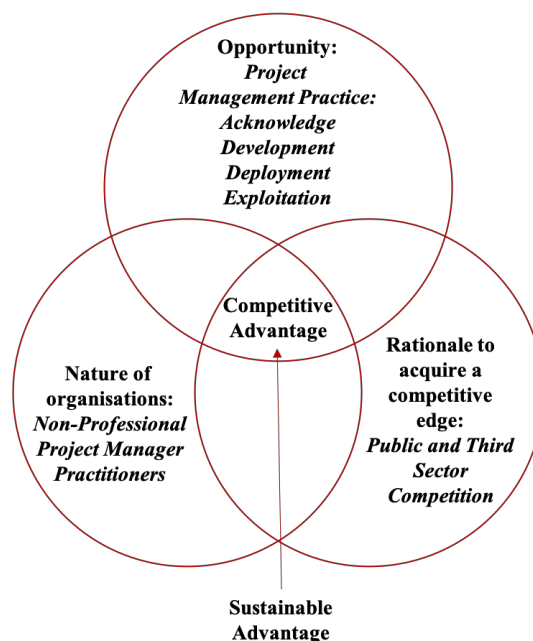 Opportunity:
Project
Management Practice:
Acknowledge
Development
Deployment
Exploitation
Competitive
Advantage
Nature of
organisations:
Non-Professional
Project Manager
Practitioners
Rationale to
acquire a
competitive
edge:
Public and Third
Sector
Competition
Sustainable
Advantage